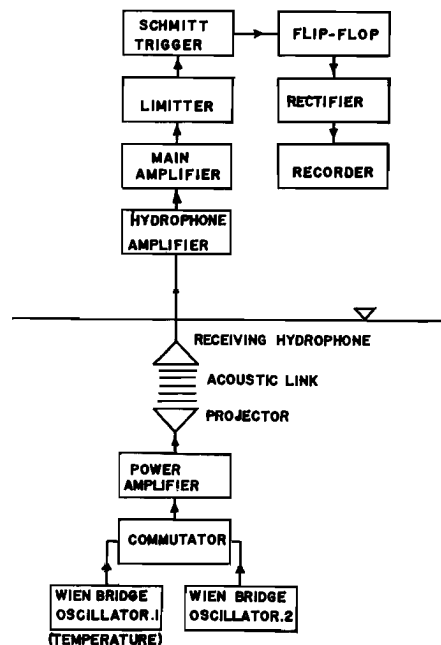 SCHMITT
TRIGGER
FLIP-FLOP
LIMITTER
RECTIFIER
MAIN
AMPLIFIER
RECORDER
HYDROPHONE
AMPLIFIER
RECEIVING HYDROPHONE
ACOUSTIC LINK
PROJECTOR
POWER
AMPLIFIER
COMMUTATOR
WIEN BRIDGE
OSCILLATOR.1
(TEMPERATURE)
WIEN BRIDGE
OSCILLATOR.2